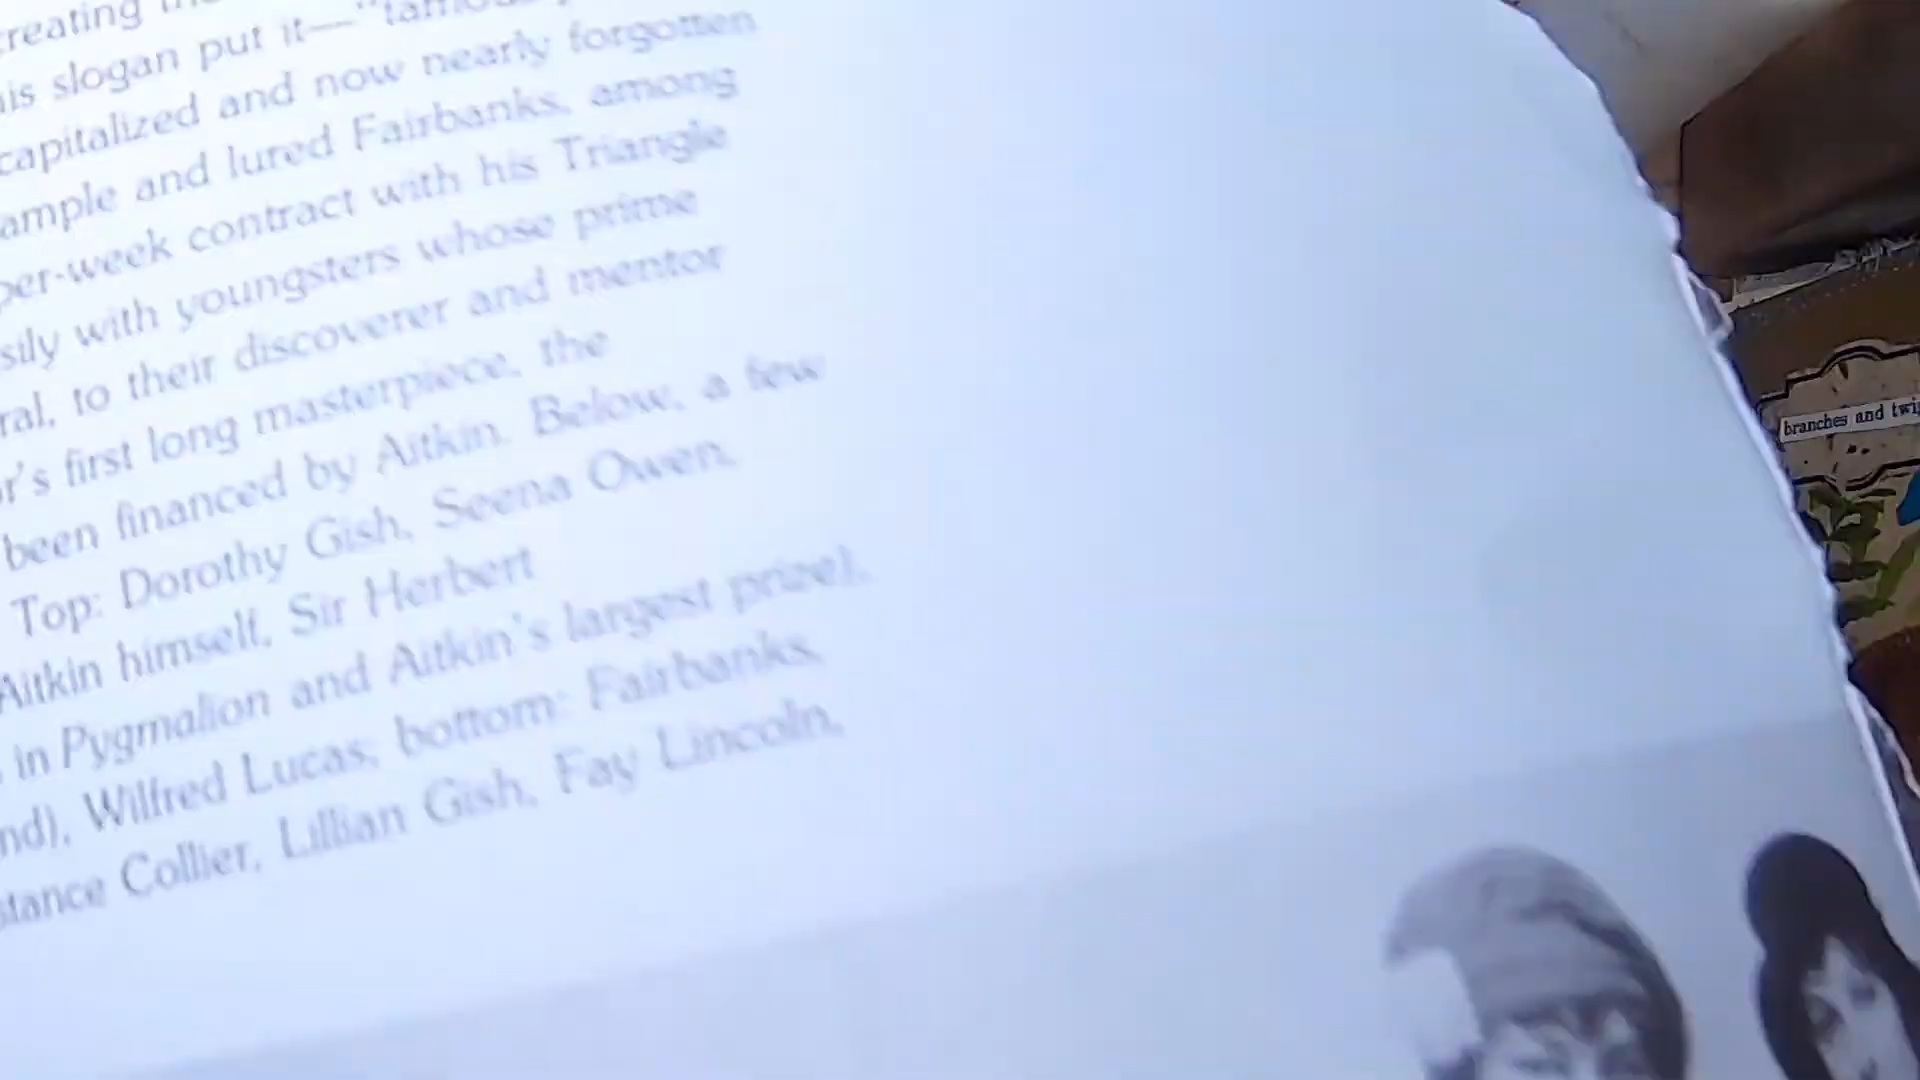 creating
his slogan put it—"famous
capitalized and now nearly forgotten
ample and lured Fairbanks, among
per-week contract with his Triangle
sily with youngsters whose prime
ral, to their discoverer and mentor
r's first long masterpiece, the
been financed by Aitkin. Below, a few
Top: Dorothy Gish, Seena Owen,
Aitkin himself, Sir Herbert
in Pygmalion and Aitkin's largest prize),
nd), Wilfred Lucas; bottom: Fairbanks,
stance Collier, Lillian Gish, Fay Lincoln,
branches and twi